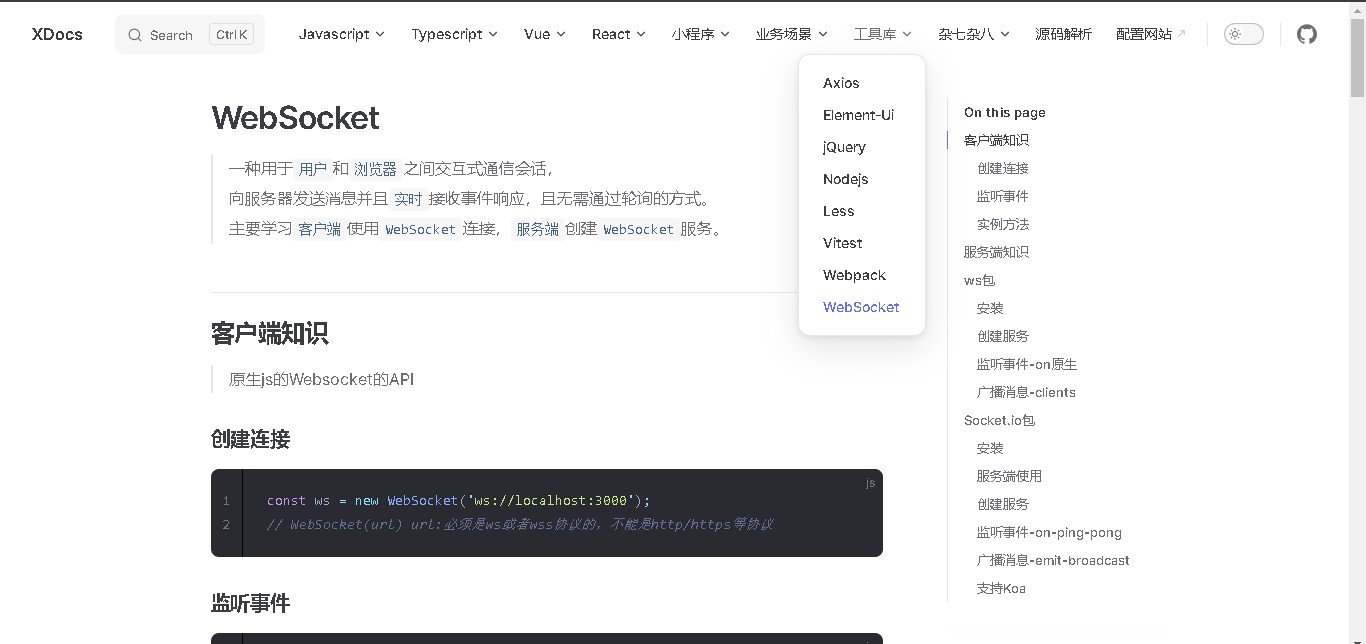 XDocs
Search Ctrl K
Javascript Typescript Vue React 小程序 业务场景 工具库 杂七杂八 源码解析 配置网站
Axios
Element-Ui
jQuery
Nodejs
Less
Vitest
Webpack
WebSocket
WebSocket
一种用于 用户 和 浏览器 之间交互式通信会话，
向服务器发送消息并且 实时 接收事件响应，且无需通过轮询的方式。
主要学习 客户端 使用 WebSocket 连接， 服务端 创建 WebSocket 服务。
客户端知识
原生js的Websocket的API
创建连接
js
1 const ws = new WebSocket('ws://localhost:3000');
2 // WebSocket(url) url:必须是ws或者wss协议的，不能是http/https等协议
监听事件
On this page
客户端知识
创建连接
监听事件
实例方法
服务端知识
ws包
安装
创建服务
监听事件-on原生
广播消息-clients
Socket.io包
安装
服务端使用
创建服务
监听事件-on-ping-pong
广播消息-emit-broadcast
支持Koa